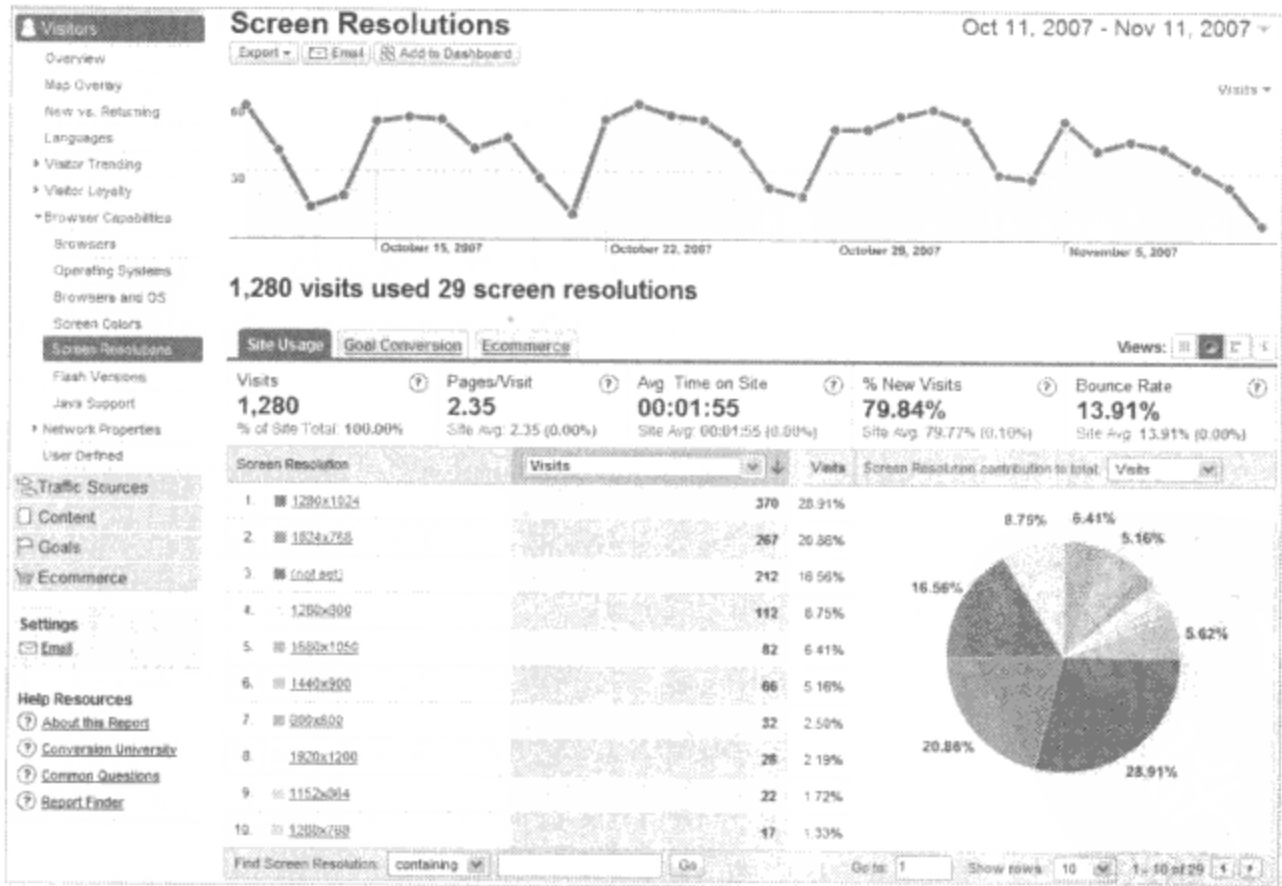 Visitors
Overview
Map Overlay
New vs. Returning
Languages
Visitor Trending
Visitor Loyalty
Browser Capabilities
Browsers
Operating Systems
Browsers and OS
Screen Colors
Screen Resolutions
Flash Versions
Java Support
Network Properties
User Defined
Traffic Sources
Content
Goals
Ecommerce
Settings
Email
Help Resources
About this Report
Conversion University
Common Questions
Report Finder
Screen Resolutions
Oct 11, 2007 - Nov 11, 2007
Export Email Add to Dashboard
Visits
60
30
October 15, 2007 October 22, 2007 October 29, 2007 November 5, 2007
1,280 visits used 29 screen resolutions
Site Usage Goal Conversion Ecommerce
Views:
Visits Pages/Visit Avg. Time on Site % New Visits Bounce Rate
1,280 2.35 00:01:55 79.84% 13.91%
% of Site Total: 100.00% Site Avg: 2.35 (0.00%) Site Avg: 00:01:55 (0.00%) Site Avg: 79.77% (0.10%) Site Avg: 13.91% (0.00%)
Screen Resolution Visits Visits Screen Resolution contribution to total: Visits
1. 1280x1024 370 28.91%
2. 1024x768 267 20.86%
3. (not set) 212 16.56%
4. 1280x800 112 8.75%
5. 1680x1050 82 6.41%
6. 1440x900 66 5.16%
7. 800x600 32 2.50%
8. 1920x1200 28 2.19%
9. 1152x864 22 1.72%
10. 1280x768 17 1.33%
8.75% 6.41%
5.16%
16.56%
5.62%
20.86%
28.91%
Find Screen Resolution: containing Go Go to: 1 Show rows: 10 1 - 10 of 29